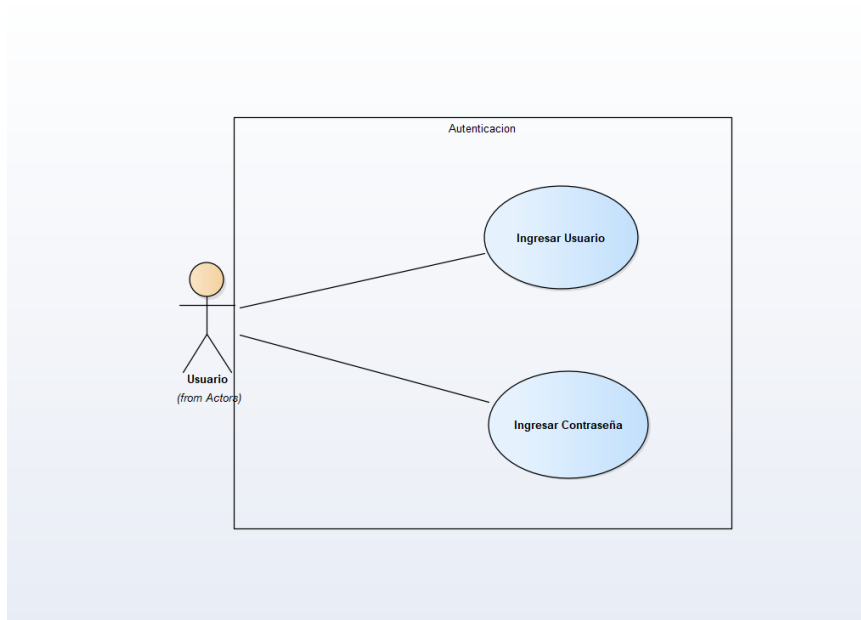 Autenticacion
Ingresar Usuario
Usuario
(from Actors)
Ingresar Contraseña